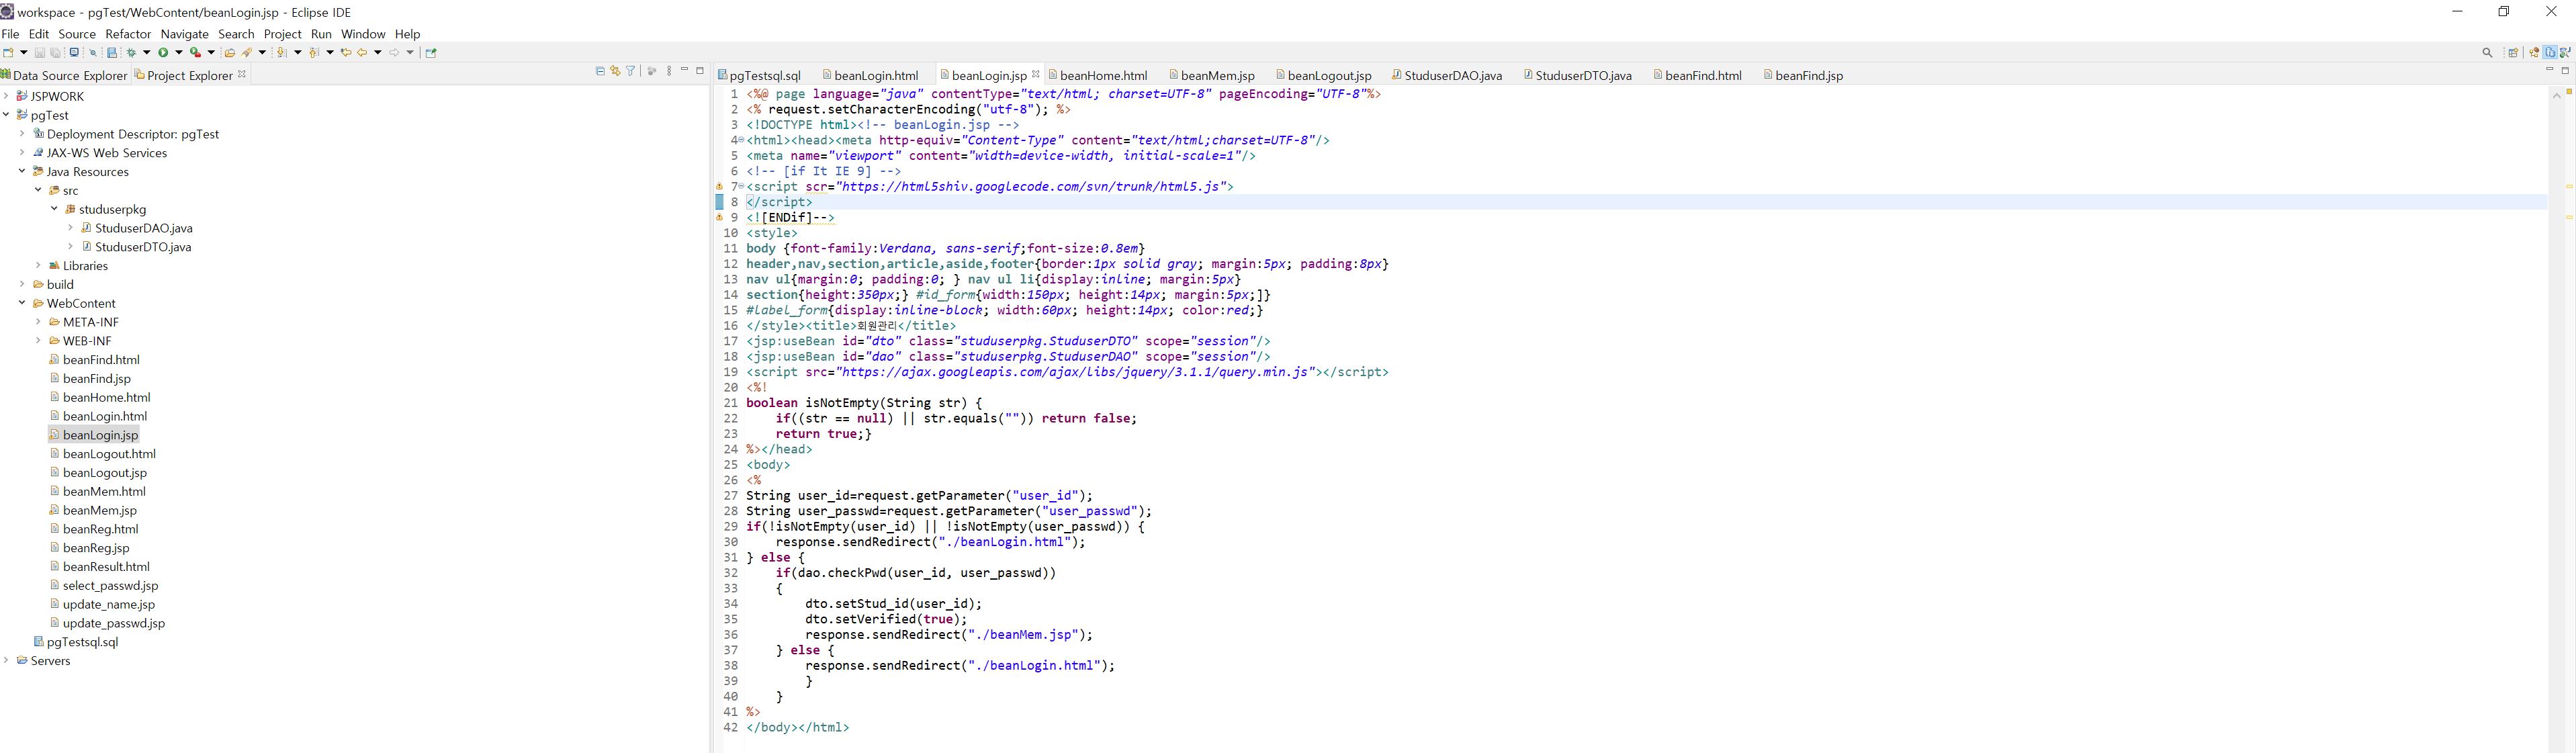 workspace - pgTest/WebContent/beanLogin.jsp - Eclipse IDE
File Edit Source Refactor Navigate Search Project Run Window Help
Data Source Explorer Project Explorer
JSPWORK
pgTest
Deployment Descriptor: pgTest
JAX-WS Web Services
Java Resources
src
studuserpkg
StuduserDAO.java
StuduserDTO.java
Libraries
build
WebContent
META-INF
WEB-INF
beanFind.html
beanFind.jsp
beanHome.html
beanLogin.html
beanLogin.jsp
beanLogout.html
beanLogout.jsp
beanMem.html
beanMem.jsp
beanReg.html
beanReg.jsp
beanResult.html
select_passwd.jsp
update_name.jsp
update_passwd.jsp
pgTestsql.sql
Servers
pgTestsql.sql beanLogin.html beanLogin.jsp beanHome.html beanMem.jsp beanLogout.jsp StuduserDAO.java StuduserDTO.java beanFind.html beanFind.jsp
1 <%@ page language="java" contentType="text/html; charset=UTF-8" pageEncoding="UTF-8"%>
2 <% request.setCharacterEncoding("utf-8"); %>
3 <!DOCTYPE html><!-- beanLogin.jsp -->
4 <html><head><meta http-equiv="Content-Type" content="text/html;charset=UTF-8"/>
5 <meta name="viewport" content="width=device-width, initial-scale=1"/>
6 <!-- [if It IE 9] -->
7 <script scr="https://html5shiv.googlecode.com/svn/trunk/html5.js">
8 </script>
9 <![ENDif]-->
10 <style>
11 body {font-family:Verdana, sans-serif;font-size:0.8em}
12 header,nav,section,article,aside,footer{border:1px solid gray; margin:5px; padding:8px}
13 nav ul{margin:0; padding:0; } nav ul li{display:inline; margin:5px}
14 section{height:350px;} #id_form{width:150px; height:14px; margin:5px;]}
15 #label_form{display:inline-block; width:60px; height:14px; color:red;}
16 </style><title>회원관리</title>
17 <jsp:useBean id="dto" class="studuserpkg.StuduserDTO" scope="session"/>
18 <jsp:useBean id="dao" class="studuserpkg.StuduserDAO" scope="session"/>
19 <script src="https://ajax.googleapis.com/ajax/libs/jquery/3.1.1/query.min.js"></script>
20 <%!
21 boolean isNotEmpty(String str) {
22 if((str == null) || str.equals("")) return false;
23 return true;}
24 %></head>
25 <body>
26 <%
27 String user_id=request.getParameter("user_id");
28 String user_passwd=request.getParameter("user_passwd");
29 if(!isNotEmpty(user_id) || !isNotEmpty(user_passwd)) {
30 response.sendRedirect("./beanLogin.html");
31 } else {
32 if(dao.checkPwd(user_id, user_passwd))
33 {
34 dto.setStud_id(user_id);
35 dto.setVerified(true);
36 response.sendRedirect("./beanMem.jsp");
37 } else {
38 response.sendRedirect("./beanLogin.html");
39 }
40 }
41 %>
42 </body></html>